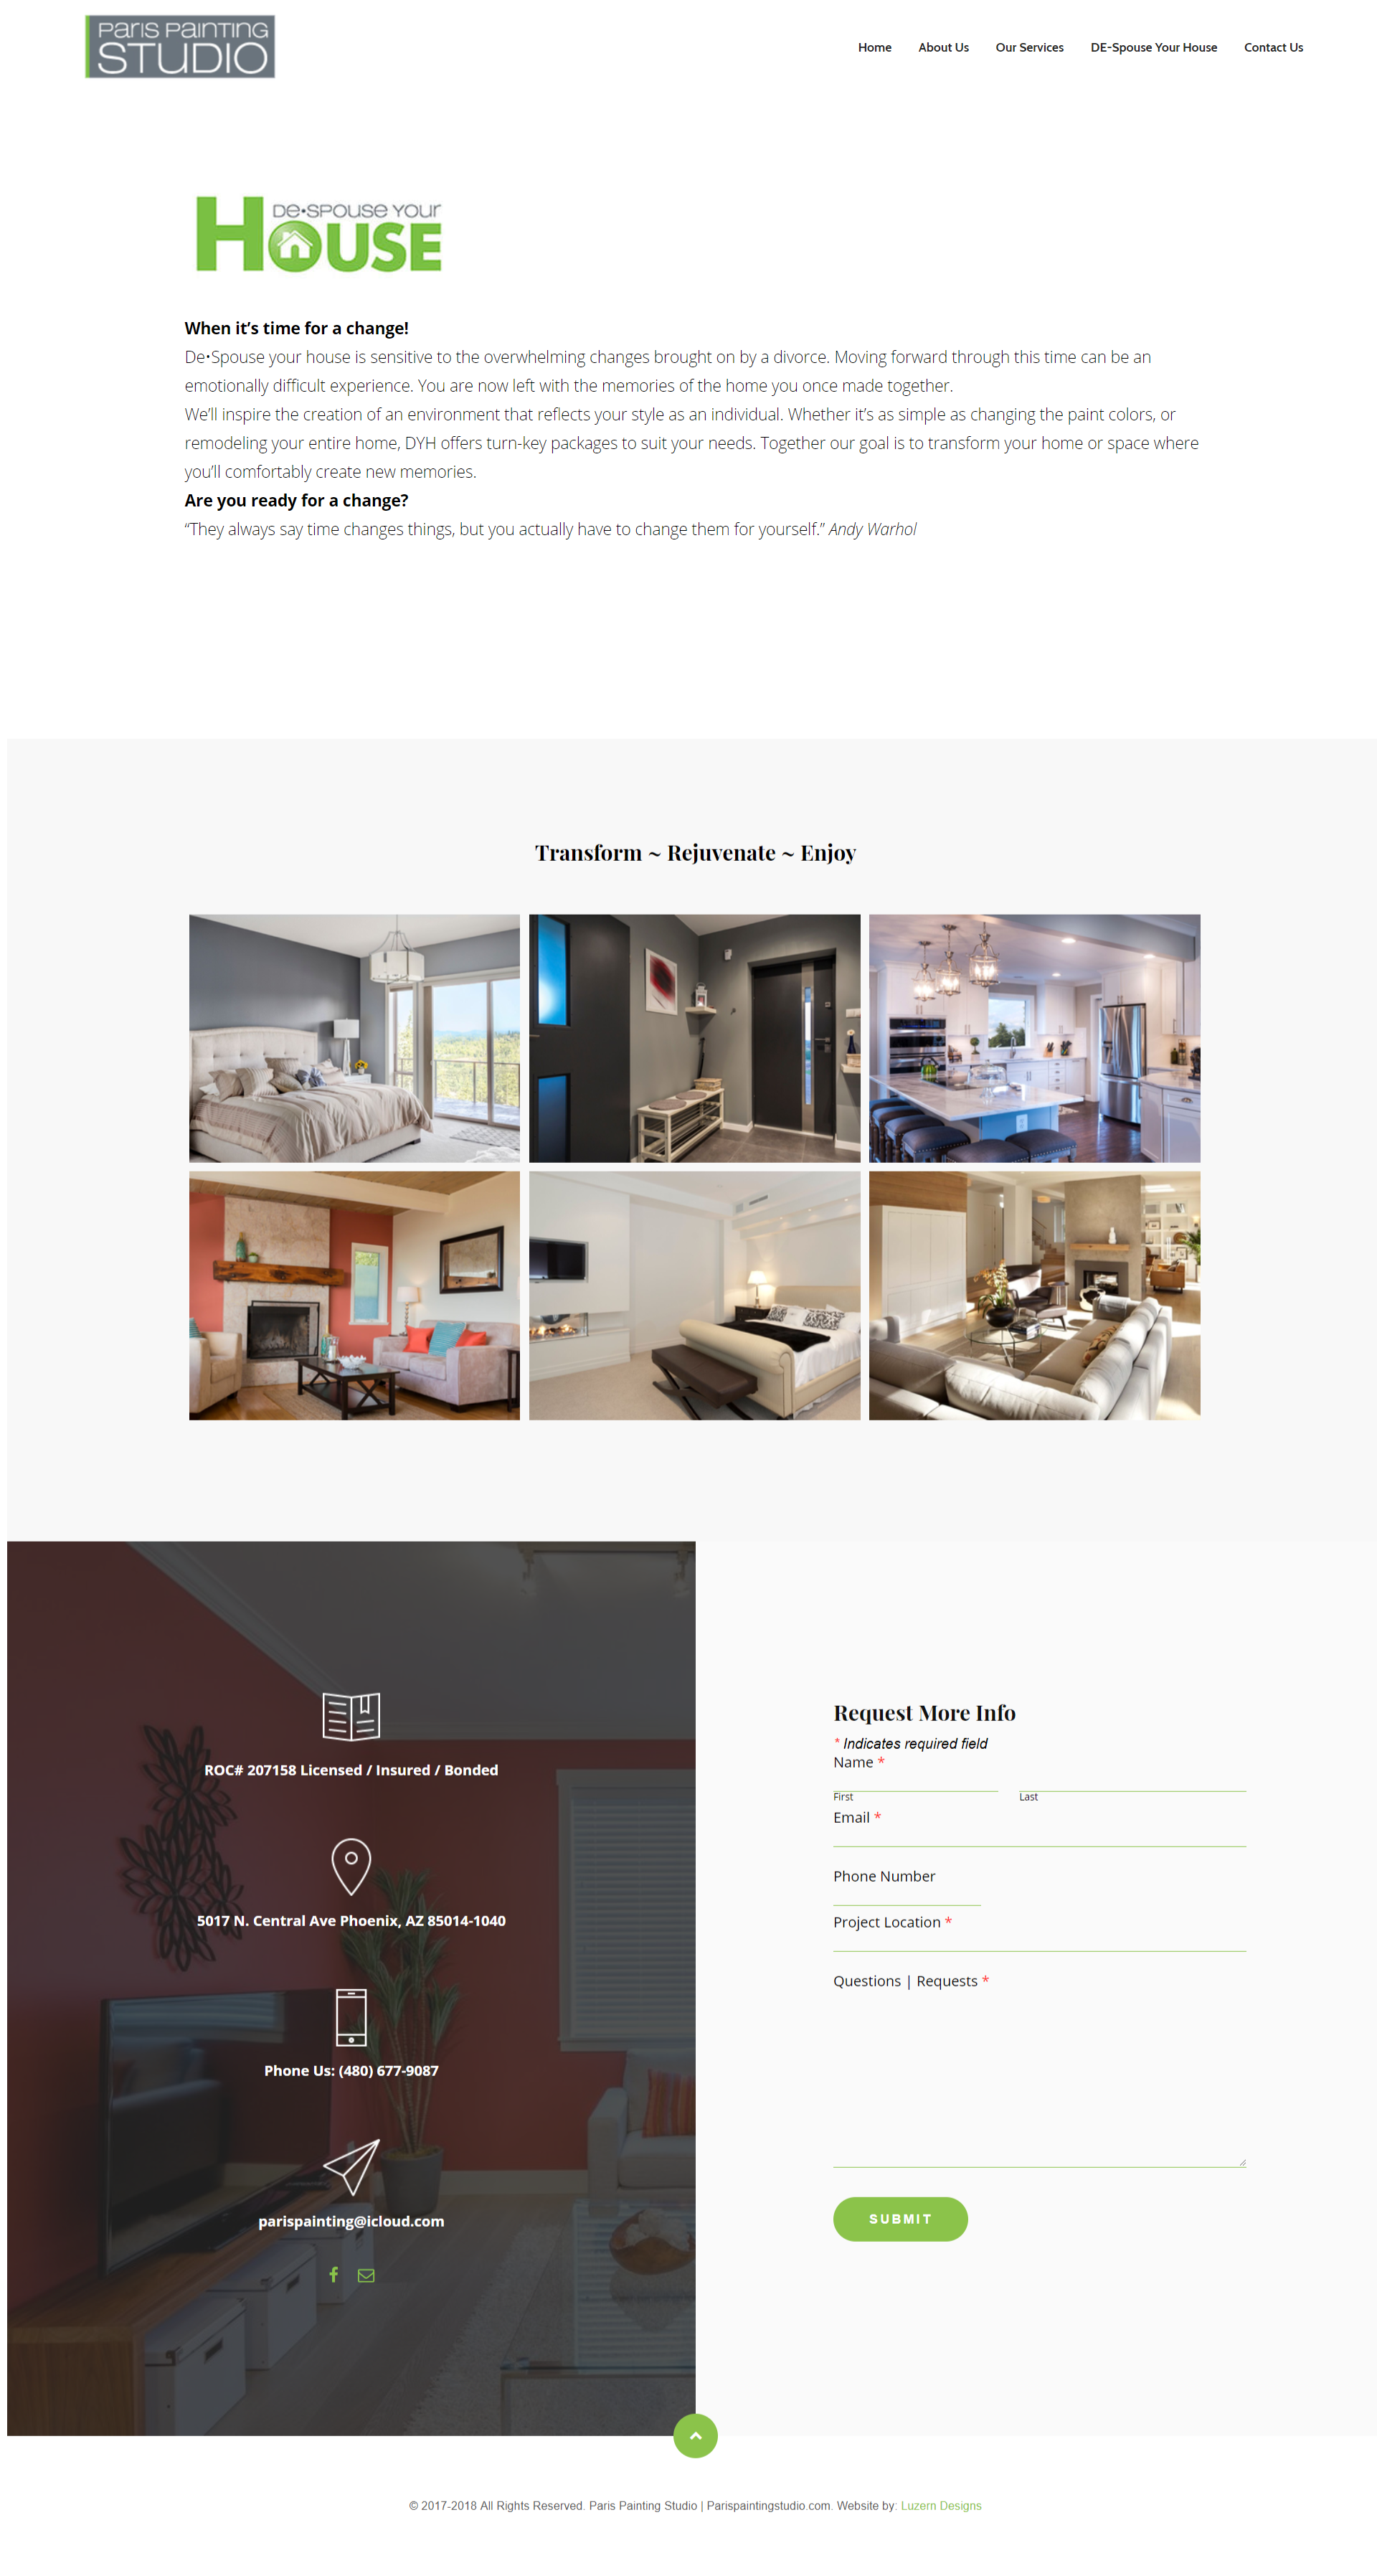 Paris Painting
STUDIO
Home About Us Our Services DE-Spouse Your House Contact Us
De•Spouse Your
HOUSE
When it’s time for a change!
De•Spouse your house is sensitive to the overwhelming changes brought on by a divorce. Moving forward through this time can be an
emotionally difficult experience. You are now left with the memories of the home you once made together.
We’ll inspire the creation of an environment that reflects your style as an individual. Whether it’s as simple as changing the paint colors, or
remodeling your entire home, DYH offers turn-key packages to suit your needs. Together our goal is to transform your home or space where
you’ll comfortably create new memories.
Are you ready for a change?
“They always say time changes things, but you actually have to change them for yourself.” Andy Warhol
Transform ~ Rejuvenate ~ Enjoy
ROC# 207158 Licensed / Insured / Bonded
5017 N. Central Ave Phoenix, AZ 85014-1040
Phone Us: (480) 677-9087
parispainting@icloud.com
Request More Info
* Indicates required field
Name *
First Last
Email *
Phone Number
Project Location *
Questions | Requests *
SUBMIT
© 2017-2018 All Rights Reserved. Paris Painting Studio | Parispaintingstudio.com. Website by: Luzern Designs